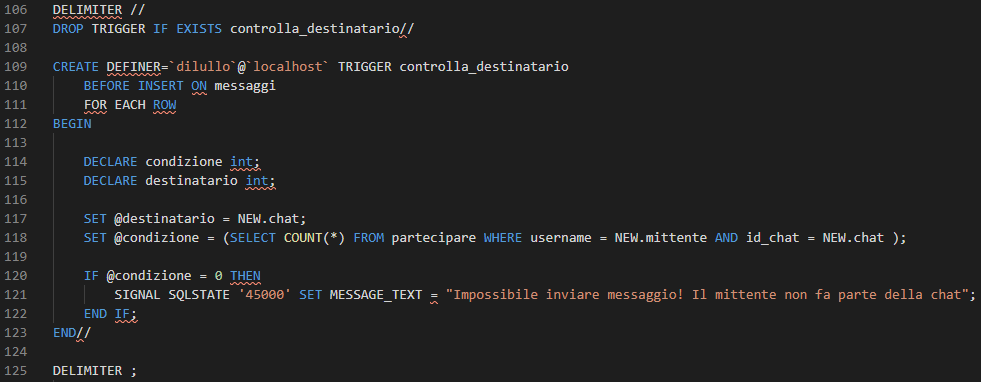 106 DELIMITER //
107 DROP TRIGGER IF EXISTS controlla_destinatario//
108
109 CREATE DEFINER=`dilullo`@`localhost` TRIGGER controlla_destinatario
110     BEFORE INSERT ON messaggi
111     FOR EACH ROW
112 BEGIN
113
114     DECLARE condizione int;
115     DECLARE destinatario int;
116
117     SET @destinatario = NEW.chat;
118     SET @condizione = (SELECT COUNT(*) FROM partecipare WHERE username = NEW.mittente AND id_chat = NEW.chat );
119
120     IF @condizione = 0 THEN
121         SIGNAL SQLSTATE '45000' SET MESSAGE_TEXT = "Impossibile inviare messaggio! Il mittente non fa parte della chat";
122     END IF;
123 END//
124
125 DELIMITER ;